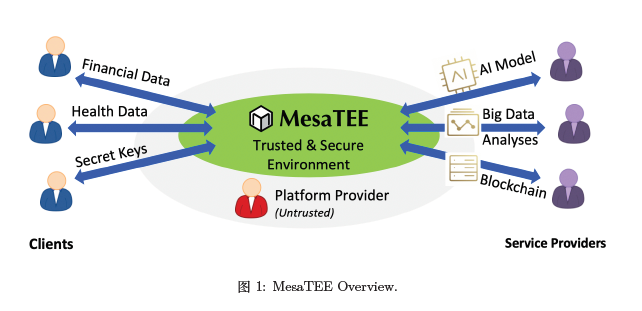 Financial Data
Health Data
Secret Keys
Clients
MesaTEE
Trusted & Secure
Environment
Platform Provider
(Untrusted)
AI
AI Model
Big Data
Analyses
Blockchain
Service Providers
图 1: MesaTEE Overview.